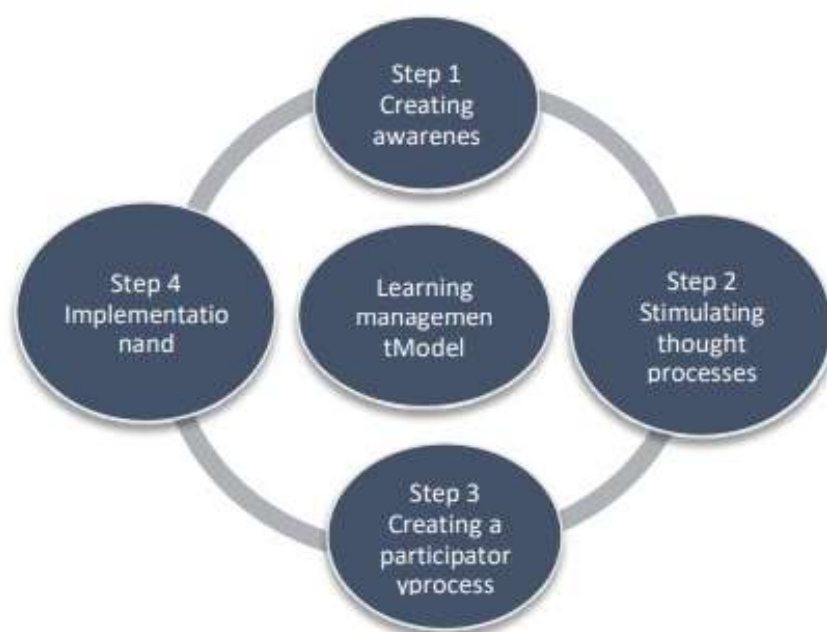 Step 1
Creating
awarenes
Step 2
Stimulating
thought
processes
Step 3
Creating a
participator
yprocess
Step 4
Implementatio
nand
Learning
managemen
tModel